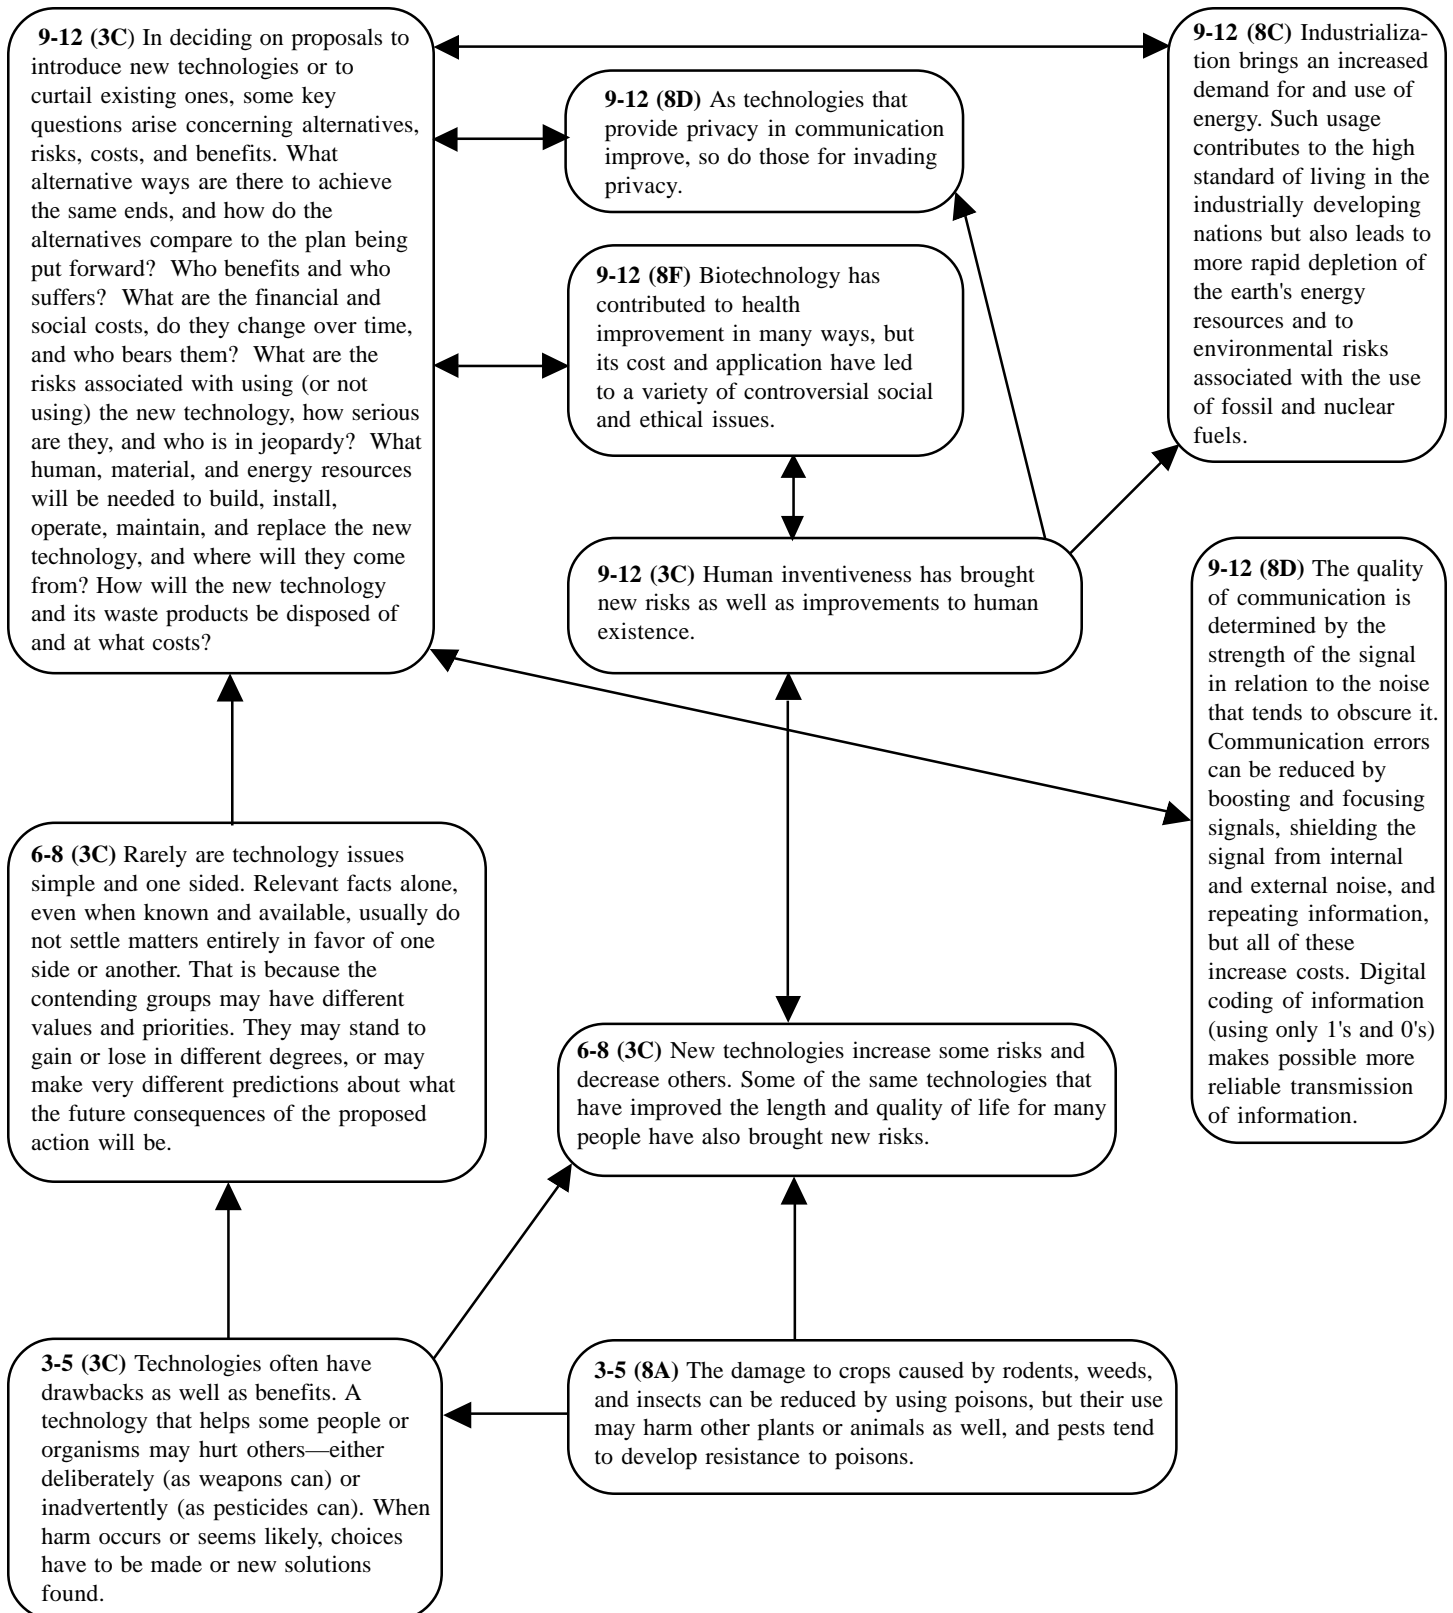 9-12 (3C) In deciding on proposals to
introduce new technologies or to
curtail existing ones, some key
questions arise concerning alternatives,
risks, costs, and benefits. What
alternative ways are there to achieve
the same ends, and how do the
alternatives compare to the plan being
put forward? Who benefits and who
suffers? What are the financial and
social costs, do they change over time,
and who bears them? What are the
risks associated with using (or not
using) the new technology, how serious
are they, and who is in jeopardy? What
human, material, and energy resources
will be needed to build, install,
operate, maintain, and replace the new
technology, and where will they come
from? How will the new technology
and its waste products be disposed of
and at what costs?
9-12 (8D) As technologies that
provide privacy in communication
improve, so do those for invading
privacy.
9-12 (8F) Biotechnology has
contributed to health
improvement in many ways, but
its cost and application have led
to a variety of controversial social
and ethical issues.
9-12 (8C) Industrializa-
tion brings an increased
demand for and use of
energy. Such usage
contributes to the high
standard of living in the
industrially developing
nations but also leads to
more rapid depletion of
the earth's energy
resources and to
environmental risks
associated with the use
of fossil and nuclear
fuels.
9-12 (3C) Human inventiveness has brought
new risks as well as improvements to human
existence.
9-12 (8D) The quality
of communication is
determined by the
strength of the signal
in relation to the noise
that tends to obscure it.
Communication errors
can be reduced by
boosting and focusing
signals, shielding the
signal from internal
and external noise, and
repeating information,
but all of these
increase costs. Digital
coding of information
(using only 1's and 0's)
makes possible more
reliable transmission
of information.
6-8 (3C) Rarely are technology issues
simple and one sided. Relevant facts alone,
even when known and available, usually do
not settle matters entirely in favor of one
side or another. That is because the
contending groups may have different
values and priorities. They may stand to
gain or lose in different degrees, or may
make very different predictions about what
the future consequences of the proposed
action will be.
6-8 (3C) New technologies increase some risks and
decrease others. Some of the same technologies that
have improved the length and quality of life for many
people have also brought new risks.
3-5 (3C) Technologies often have
drawbacks as well as benefits. A
technology that helps some people or
organisms may hurt others—either
deliberately (as weapons can) or
inadvertently (as pesticides can). When
harm occurs or seems likely, choices
have to be made or new solutions
found.
3-5 (8A) The damage to crops caused by rodents, weeds,
and insects can be reduced by using poisons, but their use
may harm other plants or animals as well, and pests tend
to develop resistance to poisons.